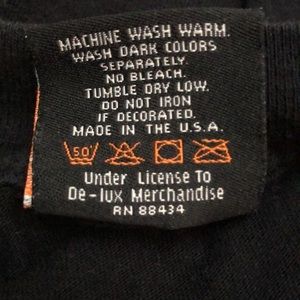 MACHINE WASH WARM.
WASH DARK COLORS
SEPARATELY.
NO BLEACH.
TUMBLE DRY LOW.
DO NOT IRON
IF DECORATED.
MADE IN THE U.S.A.
50°
Under License To
De-lux Merchandise
RN 88434